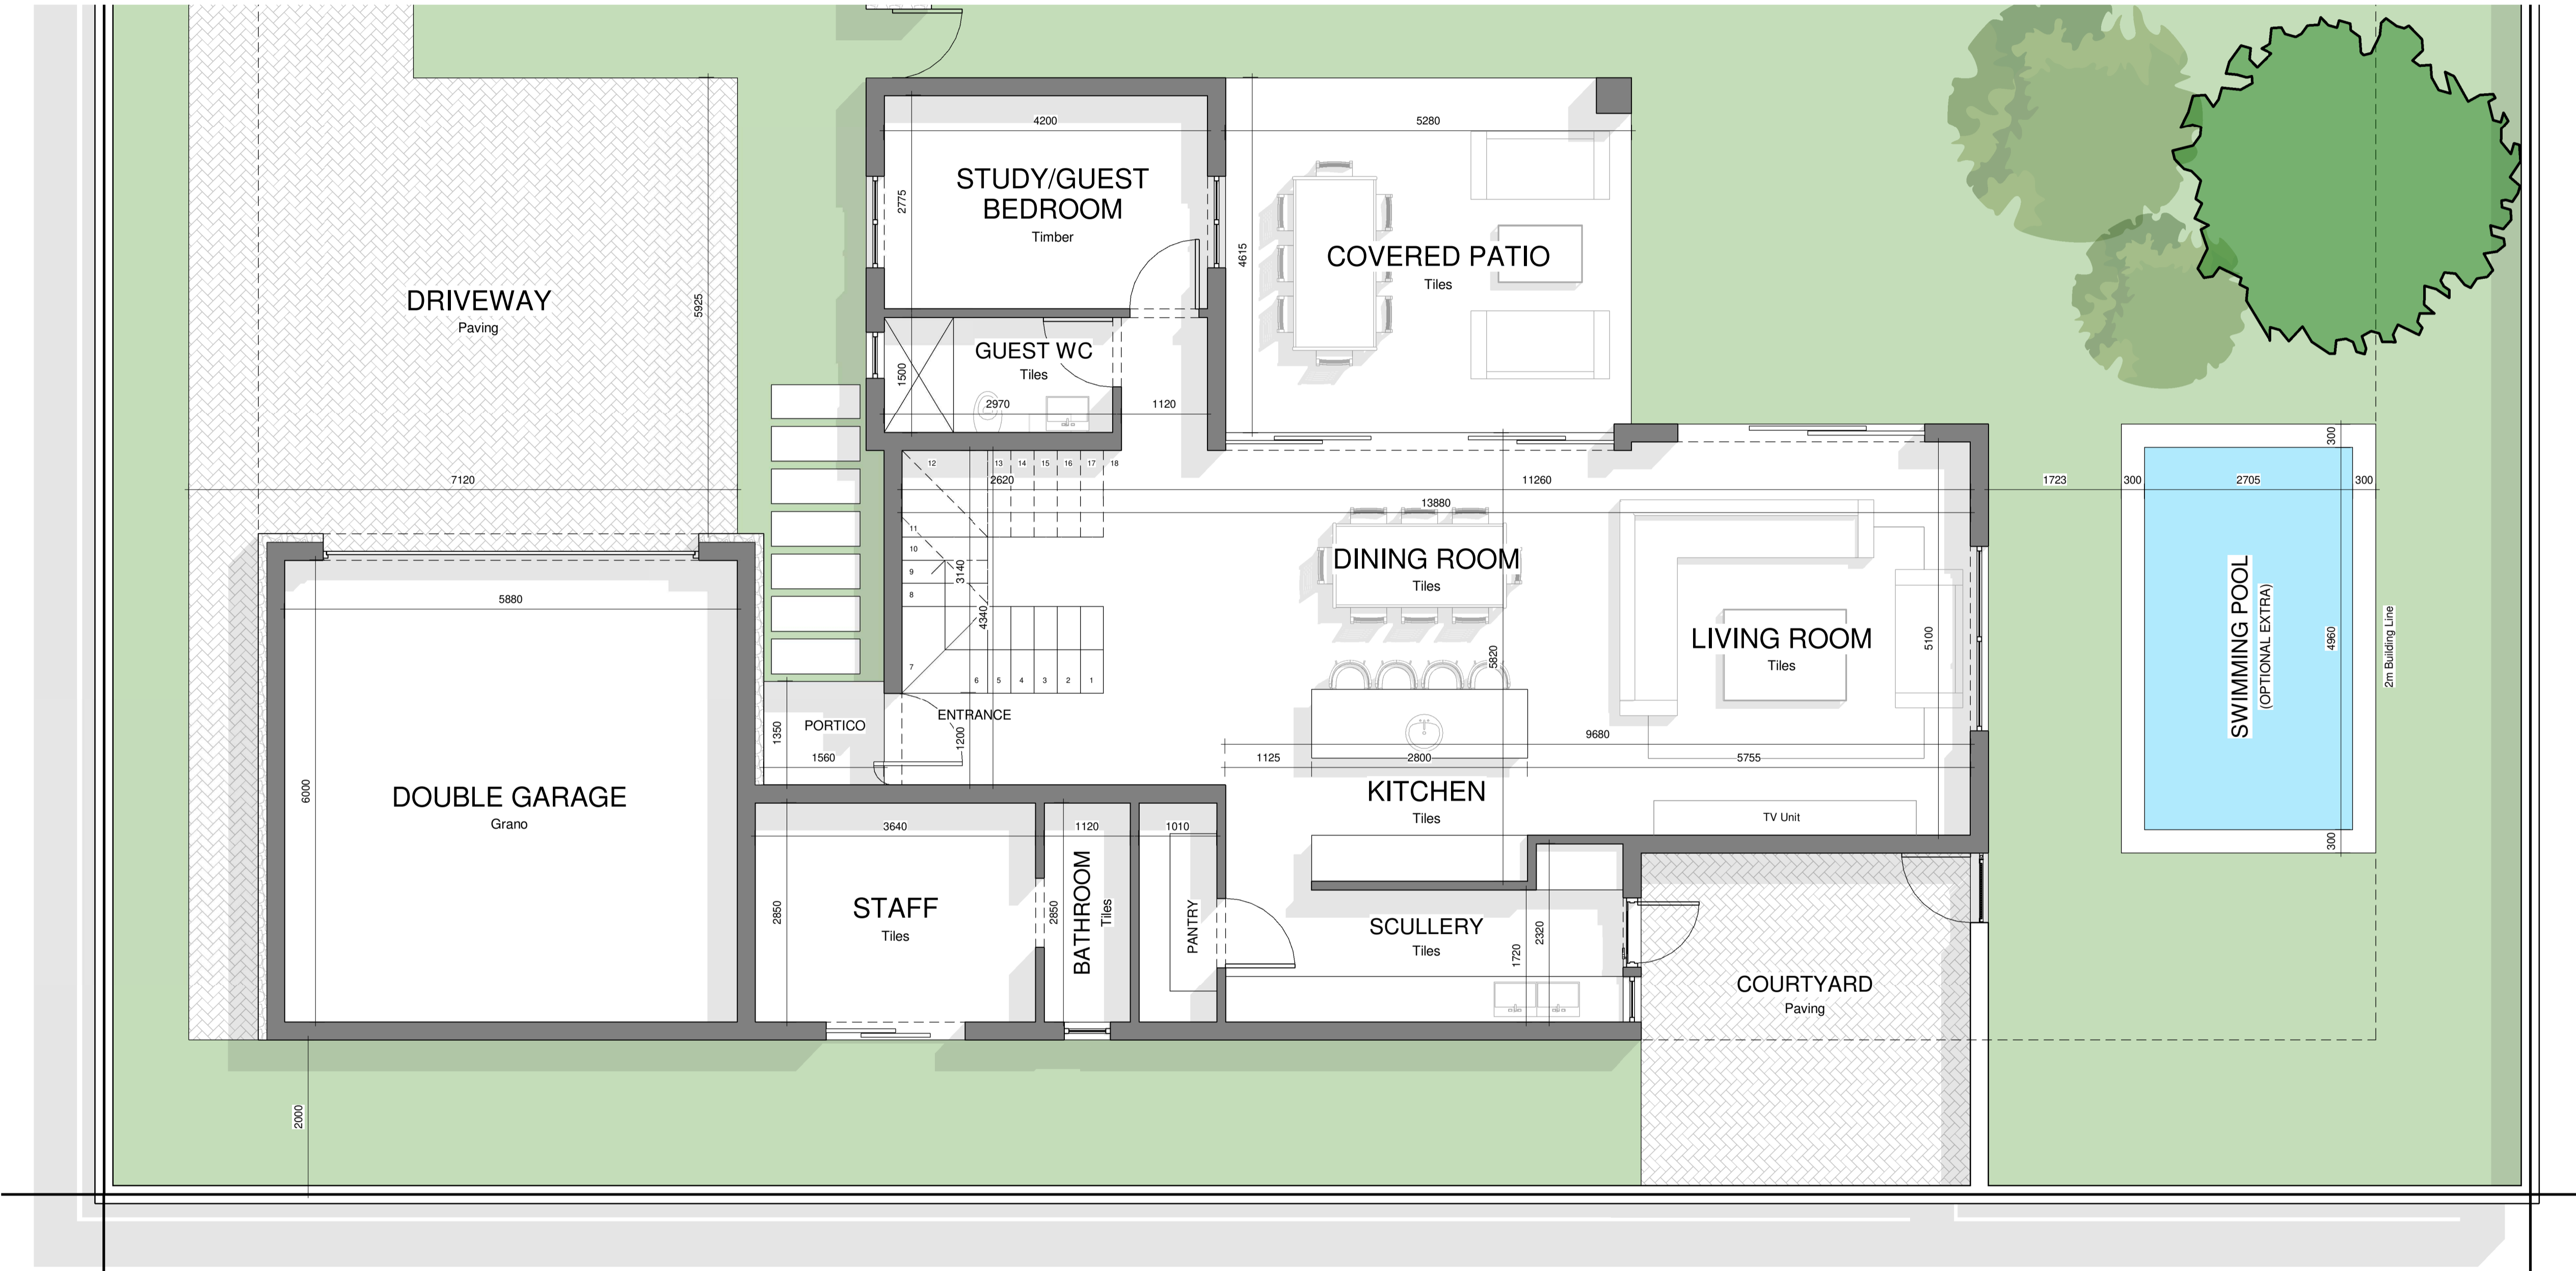 4200
5280
STUDY/GUEST
BEDROOM
Timber
2775
COVERED PATIO
Tiles
4615
DRIVEWAY
Paving
5925
GUEST WC
Tiles
1500
2970
1120
12
13
14
15
16
17
18
7120
2620
11260
13880
1723
300
2705
300
300
11
10
9
8
7
6
5
4
3
2
1
3140
4340
DINING ROOM
Tiles
5820
LIVING ROOM
Tiles
5100
SWIMMING POOL
(OPTIONAL EXTRA)
4960
300
2m Building Line
5880
6000
DOUBLE GARAGE
Grano
PORTICO
1350
1560
ENTRANCE
1200
9680
1125
2800
5755
KITCHEN
Tiles
TV Unit
3640
1120
1010
STAFF
Tiles
2850
2850
BATHROOM
Tiles
PANTRY
SCULLERY
Tiles
1720
2320
COURTYARD
Paving
2000